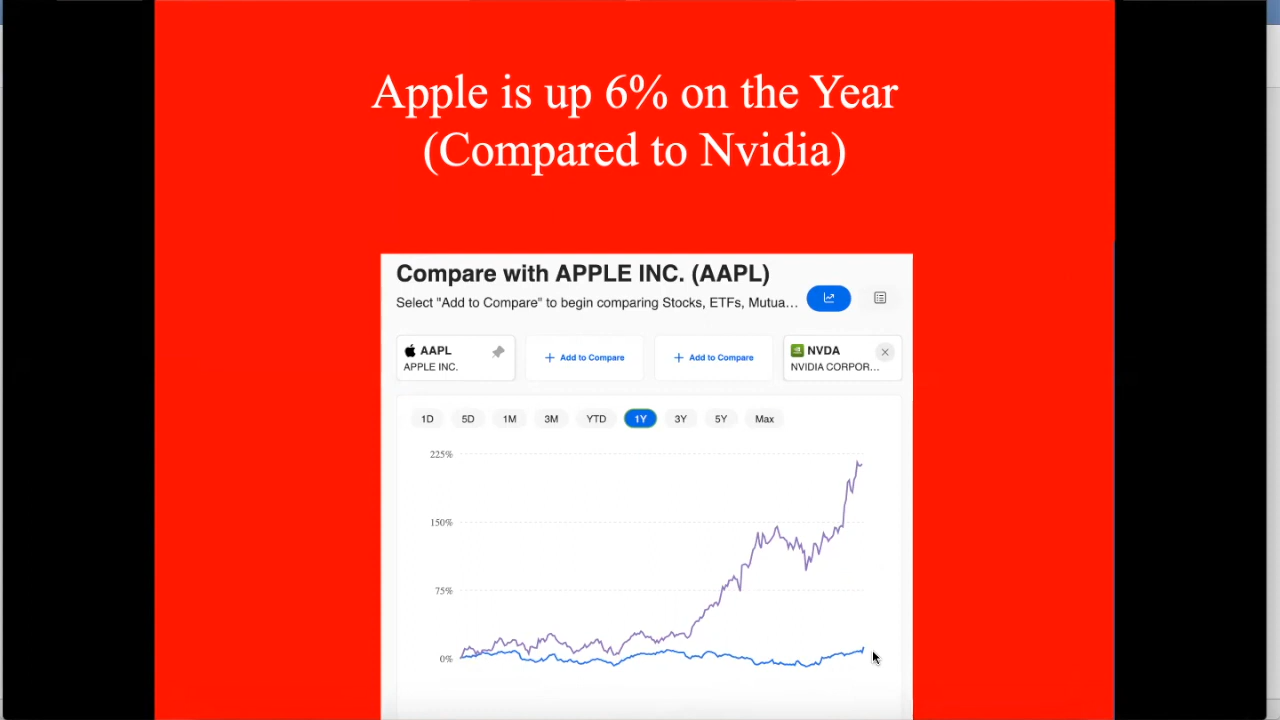 Apple is up 6% on the Year
(Compared to Nvidia)
Compare with APPLE INC. (AAPL)
Select "Add to Compare" to begin comparing Stocks, ETFs, Mutua...
AAPL
APPLE INC.
+ Add to Compare
+ Add to Compare
NVDA
NVIDIA CORPOR...
1D 5D 1M 3M YTD 1Y 3Y 5Y Max
225%
150%
75%
0%